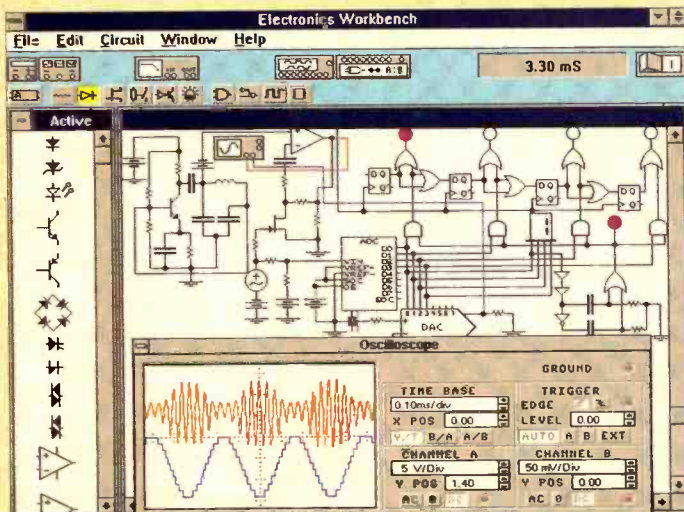 Electronics Workbench
File Edit Circuit Window Help
A:B
3.30 mS
Active
ADC
DAC
Oscilloscope
GROUND
TIME BASE
0.10ms/div
X POS 0.00
Y/T B/A A/B
TRIGGER
EDGE
LEVEL 0.00
AUTO A B EXT
CHANNEL A
5 V/Div
Y POS 1.40
AC 0 DC
CHANNEL B
50 mV/Div
Y POS 0.00
AC 0 DC